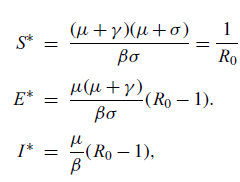 S* = (μ + γ)(μ + σ) / βσ = 1 / R₀
E* = μ(μ + γ) / βσ (R₀ − 1).
I* = μ / β (R₀ − 1),